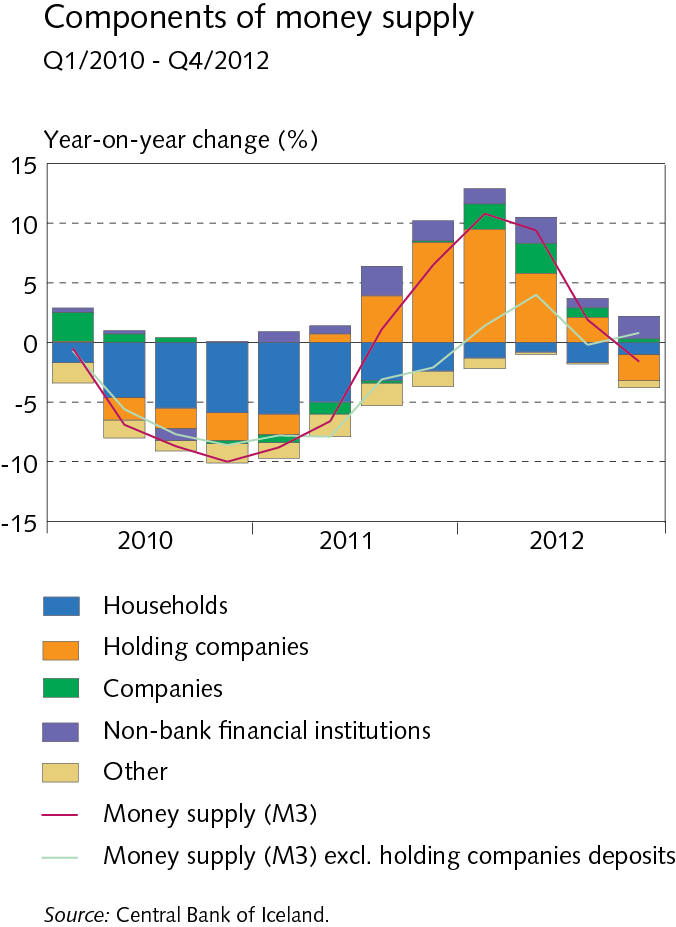 Components of money supply
Q1/2010 - Q4/2012
Year-on-year change (%)
15
10
5
0
-5
-10
-15
2010 2011 2012
Households
Holding companies
Companies
Non-bank financial institutions
Other
Money supply (M3)
Money supply (M3) excl. holding companies deposits
Source: Central Bank of Iceland.